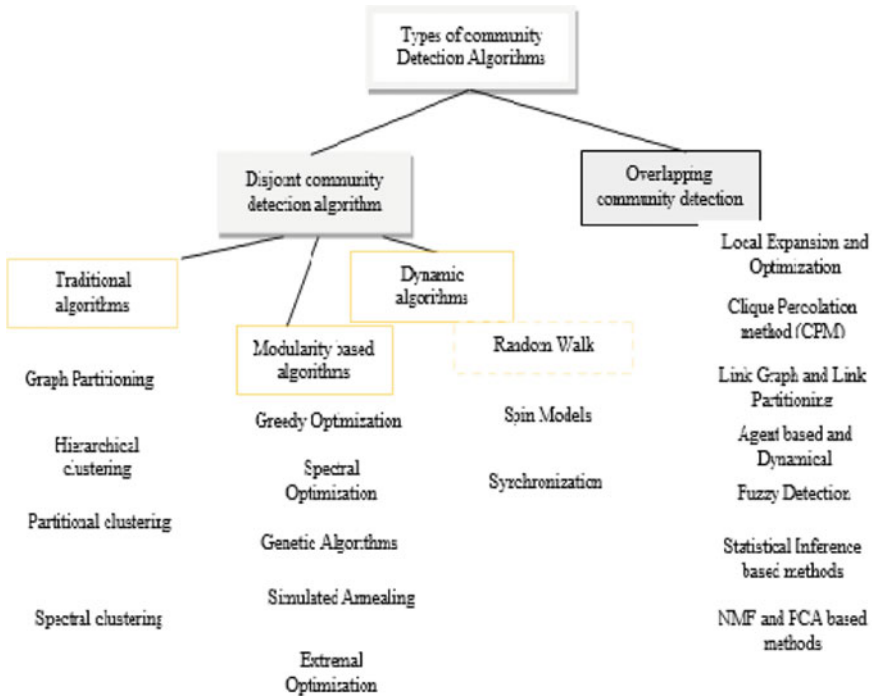 Types of community
Detection Algorithms
Disjoint community
detection algorithm
Overlapping
community detection
Traditional
algorithms
Modularity based
algorithms
Dynamic
algorithms
Graph Partitioning
Hierarchical
clustering
Partitional clustering
Spectral clustering
Greedy Optimization
Spectral
Optimization
Genetic Algorithms
Simulated Annealing
Extremal
Optimization
Random Walk
Spin Models
Synchronization
Local Expansion and
Optimization
Clique Percolation
method (CPM)
Link Graph and Link
Partitioning
Agent based and
Dynamical
Fuzzy Detection
Statistical Inference
based methods
NMF and PCA based
methods